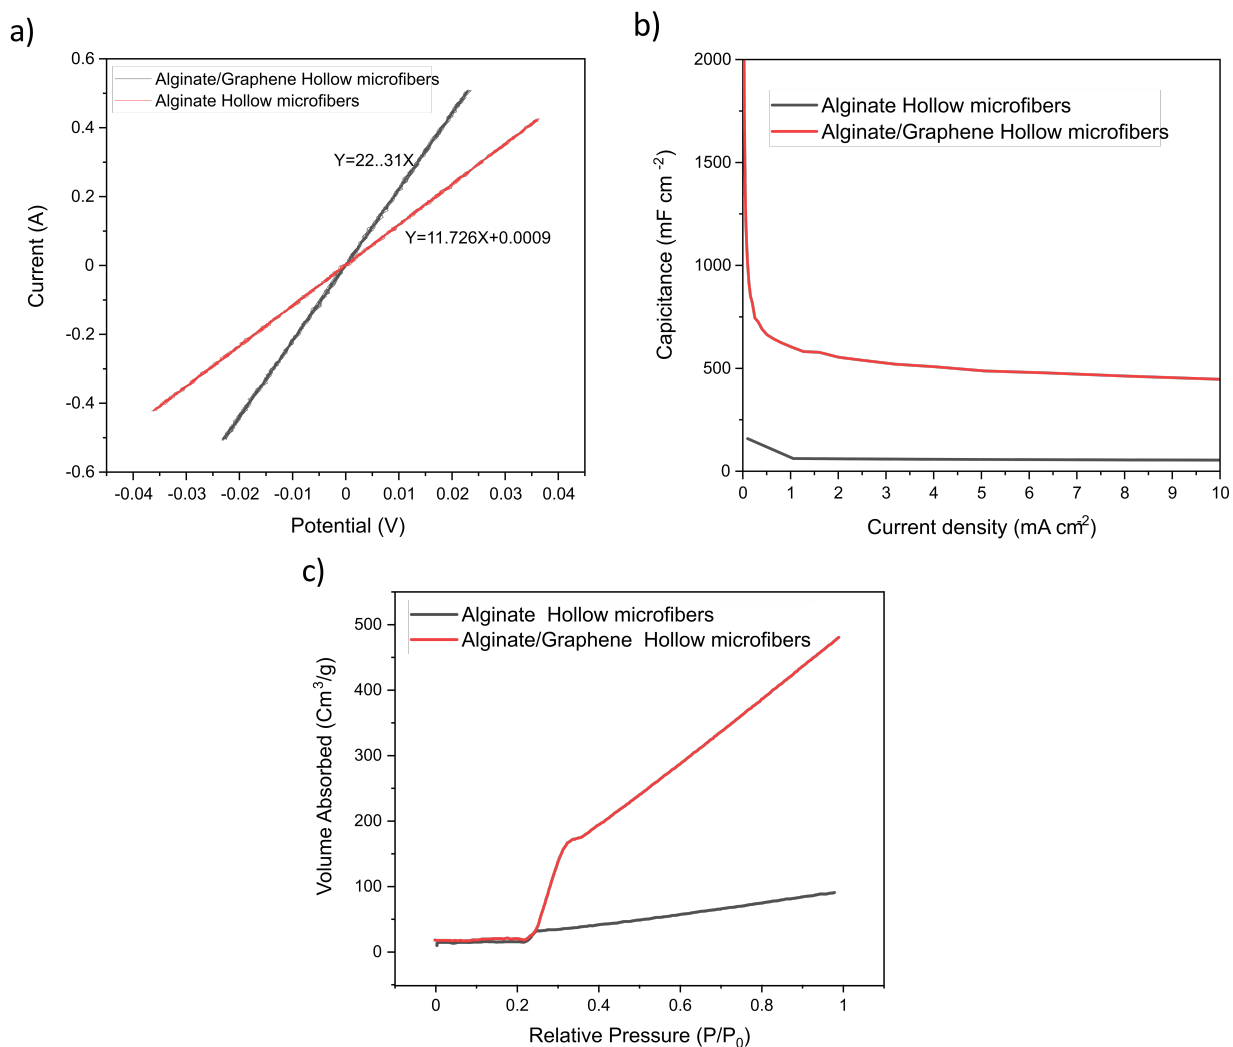 a)
Alginate/Graphene Hollow microfibers
Alginate Hollow microfibers
Y=22..31X
Y=11.726X+0.0009
0.6
0.4
0.2
0
-0.2
-0.4
-0.6
-0.04 -0.03 -0.02 -0.01 0 0.01 0.02 0.03 0.04
Current (A)
Potential (V)
b)
Alginate Hollow microfibers
Alginate/Graphene Hollow microfibers
2000
1500
1000
500
0
0 1 2 3 4 5 6 7 8 9 10
Capicitance (mF cm⁻²)
Current density (mA cm⁻²)
c)
Alginate Hollow microfibers
Alginate/Graphene Hollow microfibers
500
400
300
200
100
0
0 0.2 0.4 0.6 0.8 1
Volume Absorbed (Cm³/g)
Relative Pressure (P/P₀)